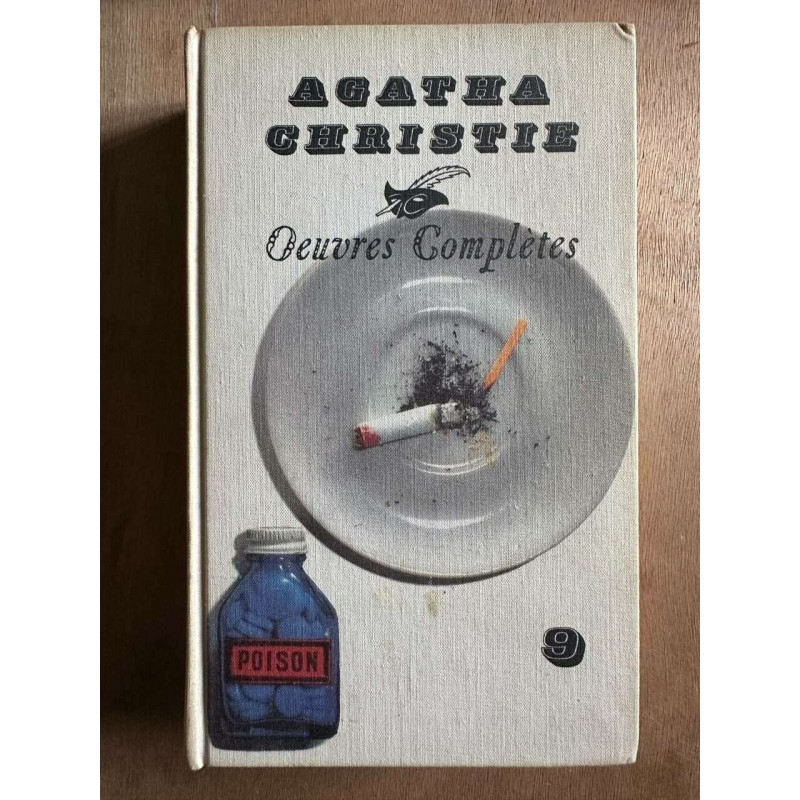 AGATHA
CHRISTIE
Oeuvres Complètes
POISON
9